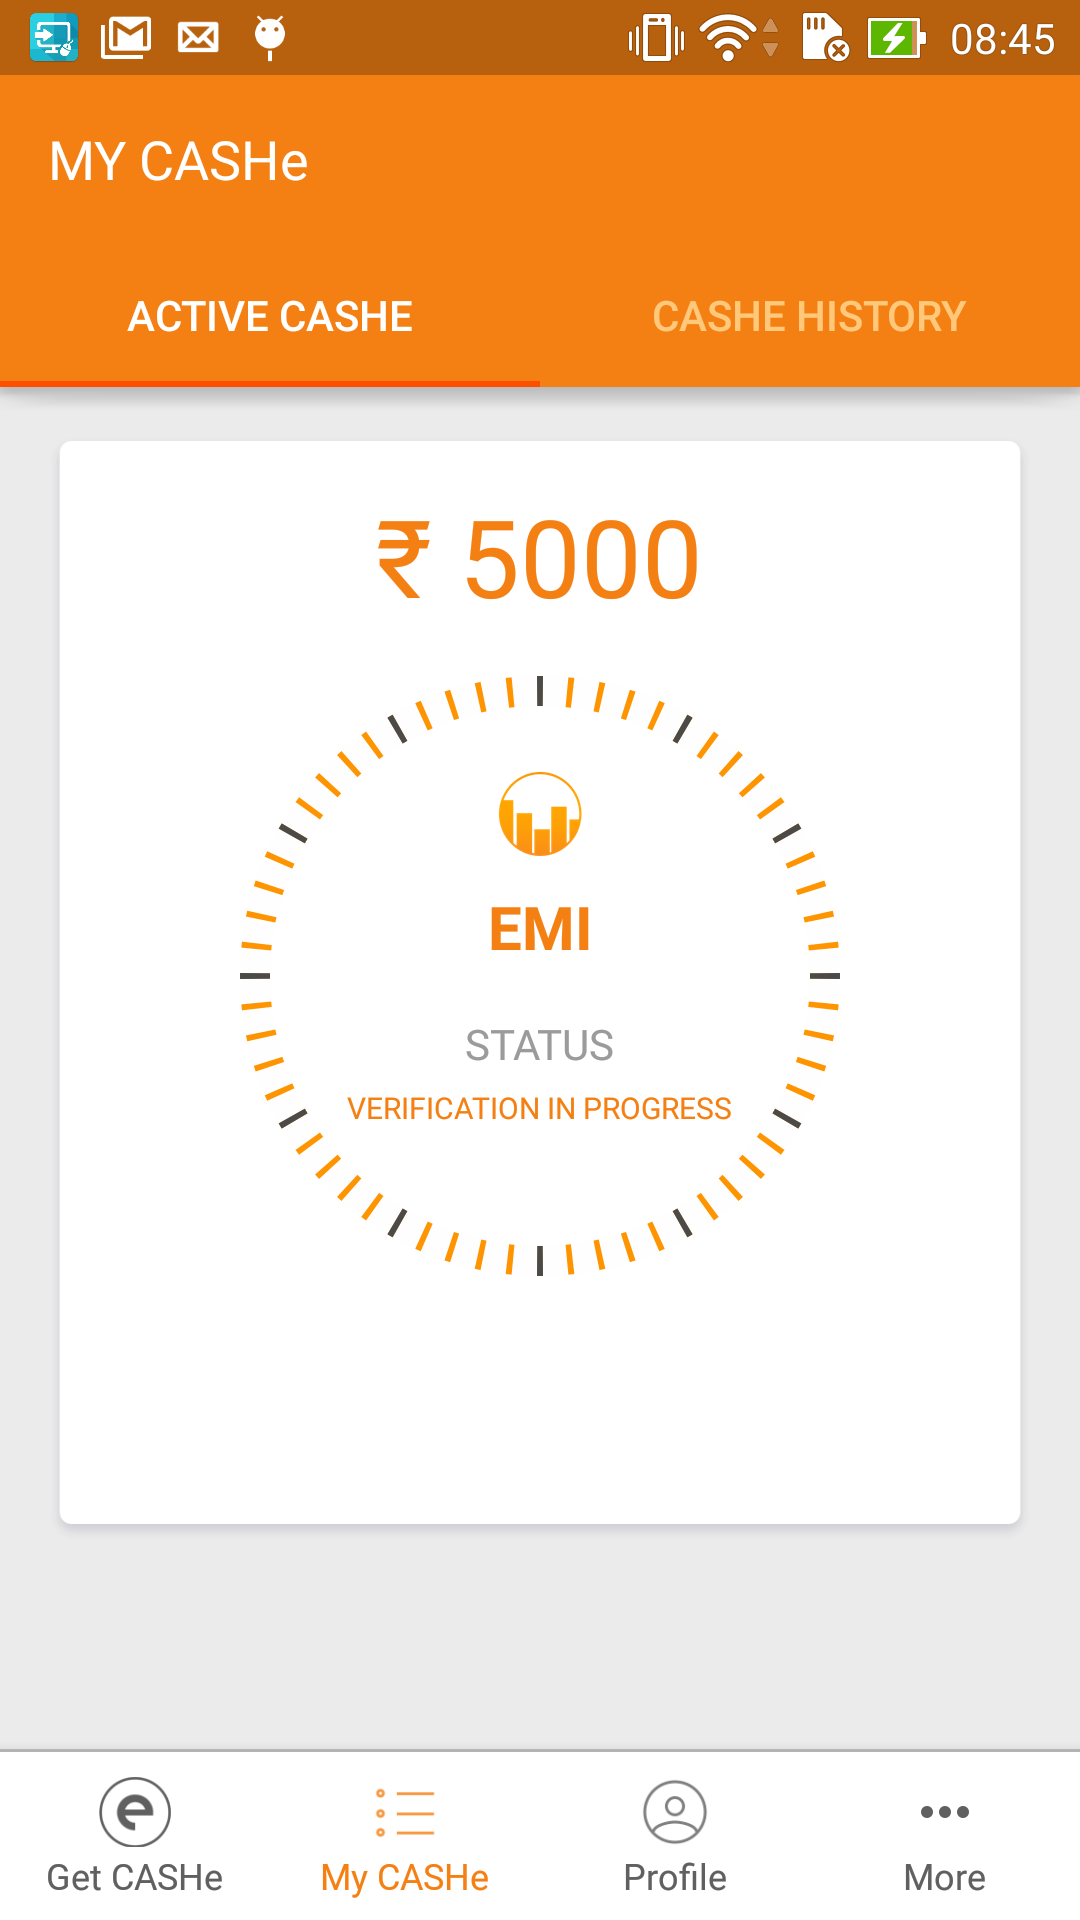 08:45
MY CASHe
ACTIVE CASHE
CASHE HISTORY
₹ 5000
EMI
STATUS
VERIFICATION IN PROGRESS
Get CASHe
My CASHe
Profile
More